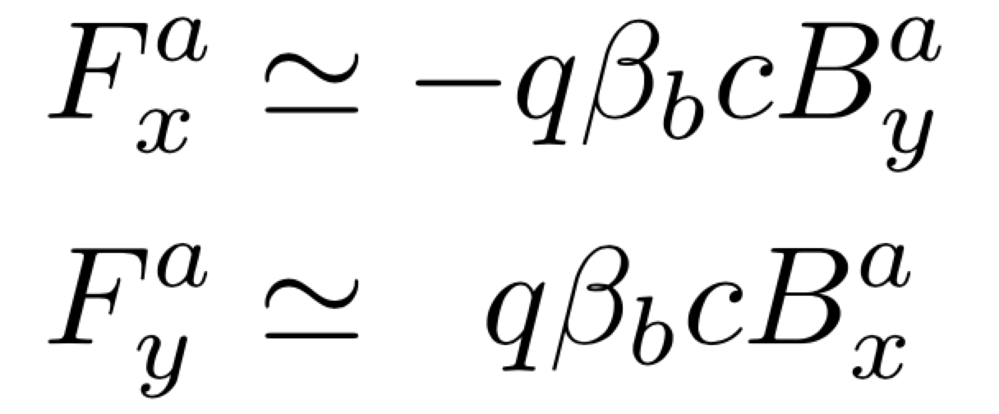 F_x^a ≃ −qβ_b cB_y^a
F_y^a ≃ qβ_b cB_x^a